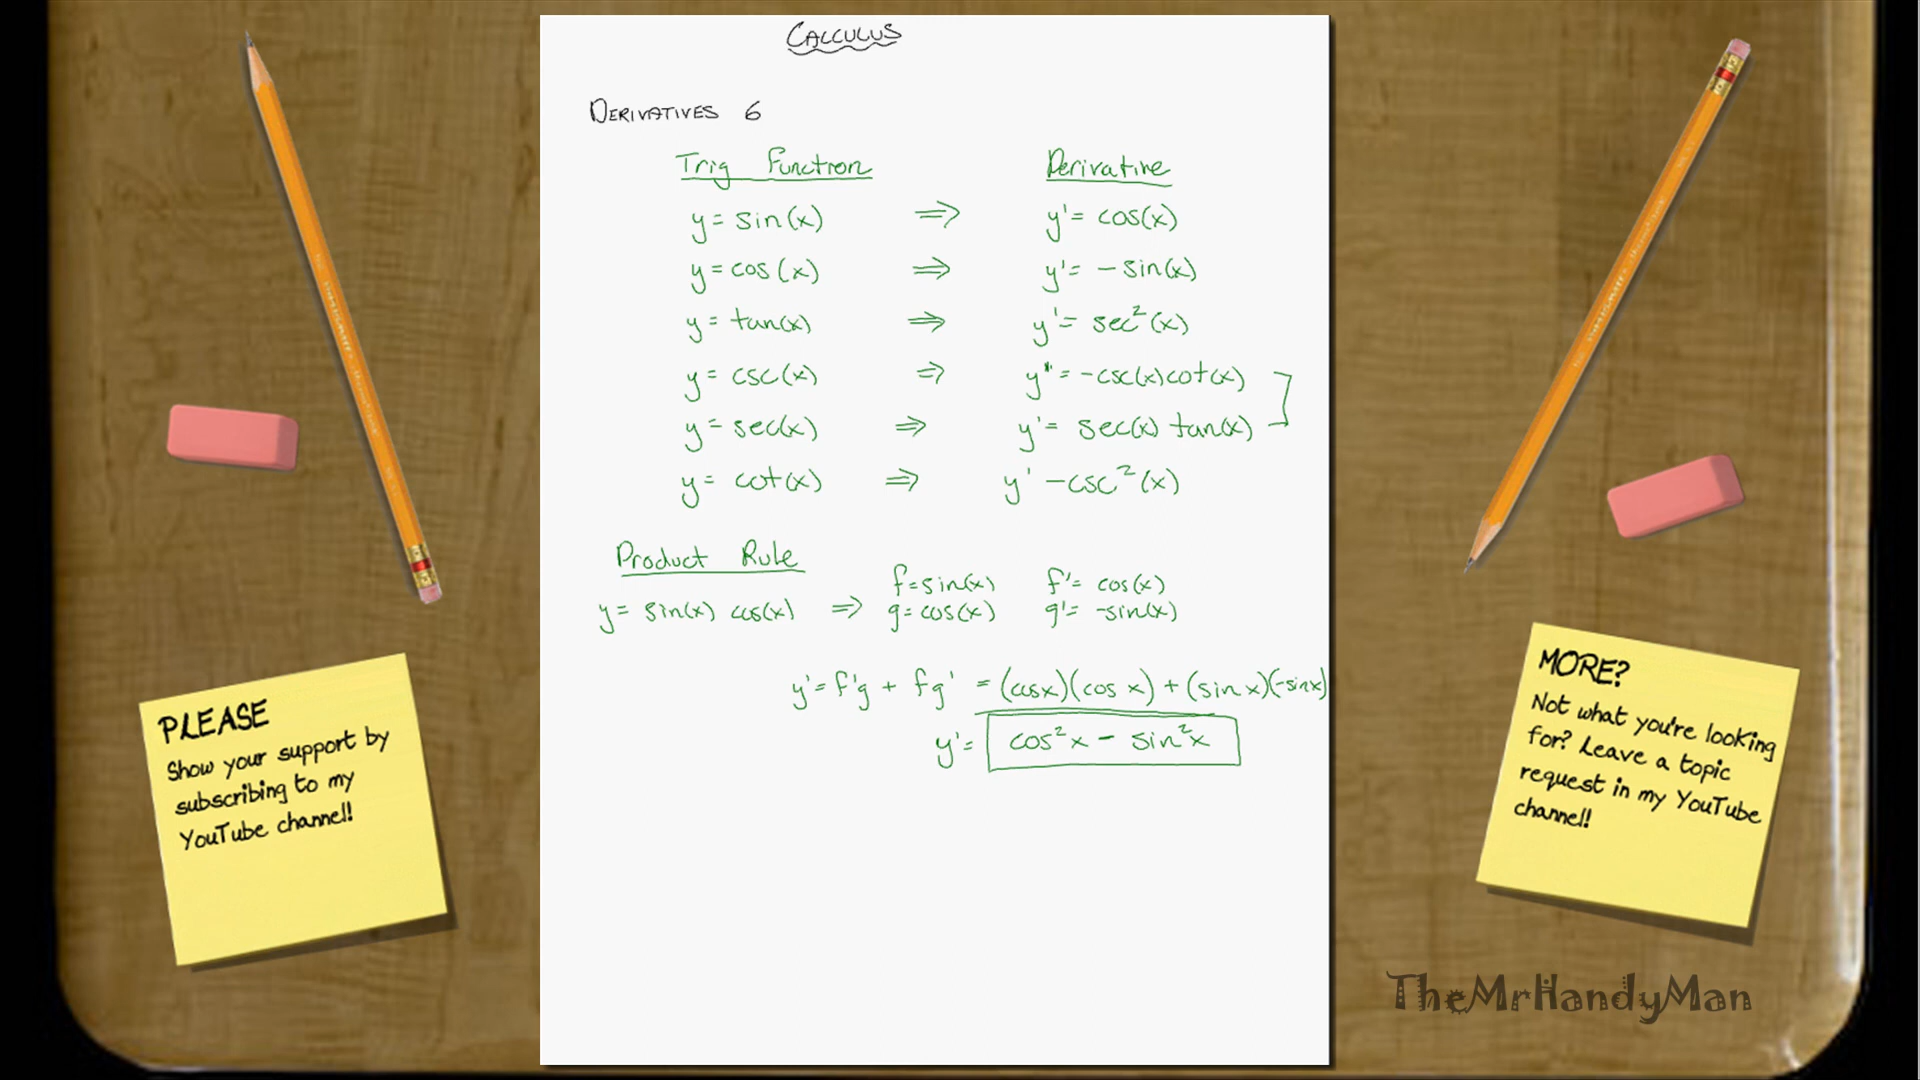 CALCULUS
DERIVATIVES 6
Trig Function Derivative
y = sin(x) ⇒ y' = cos(x)
y = cos(x) ⇒ y' = -sin(x)
y = tan(x) ⇒ y' = sec²(x)
y = csc(x) ⇒ y' = -csc(x)cot(x)
y = sec(x) ⇒ y' = sec(x) tan(x)
y = cot(x) ⇒ y' -csc²(x)
Product Rule
f = sin(x) f' = cos(x)
y = sin(x) cos(x) ⇒ g = cos(x) g' = -sin(x)
y' = f'g + fg' = (cosx)(cos x) + (sin x)(-sinx)
y' = cos²x - sin²x
PLEASE
Show your support by
subscribing to my
YouTube channel!
MORE?
Not what you're looking
for? Leave a topic
request in my YouTube
channel!
TheMrHandyMan